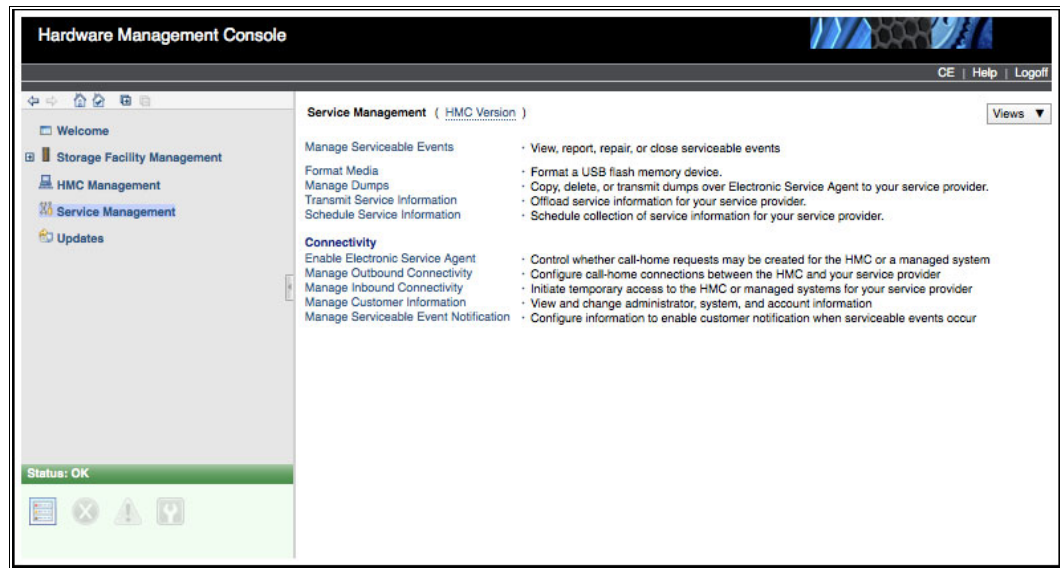 Hardware Management Console
CE | Help | Logoff
Welcome
Storage Facility Management
HMC Management
Service Management
Updates
Status: OK
Service Management ( HMC Version )
Views ▼
Manage Serviceable Events · View, report, repair, or close serviceable events
Format Media · Format a USB flash memory device.
Manage Dumps · Copy, delete, or transmit dumps over Electronic Service Agent to your service provider.
Transmit Service Information · Offload service information for your service provider.
Schedule Service Information · Schedule collection of service information for your service provider.
Connectivity
Enable Electronic Service Agent · Control whether call-home requests may be created for the HMC or a managed system
Manage Outbound Connectivity · Configure call-home connections between the HMC and your service provider
Manage Inbound Connectivity · Initiate temporary access to the HMC or managed systems for your service provider
Manage Customer Information · View and change administrator, system, and account information
Manage Serviceable Event Notification · Configure information to enable customer notification when serviceable events occur